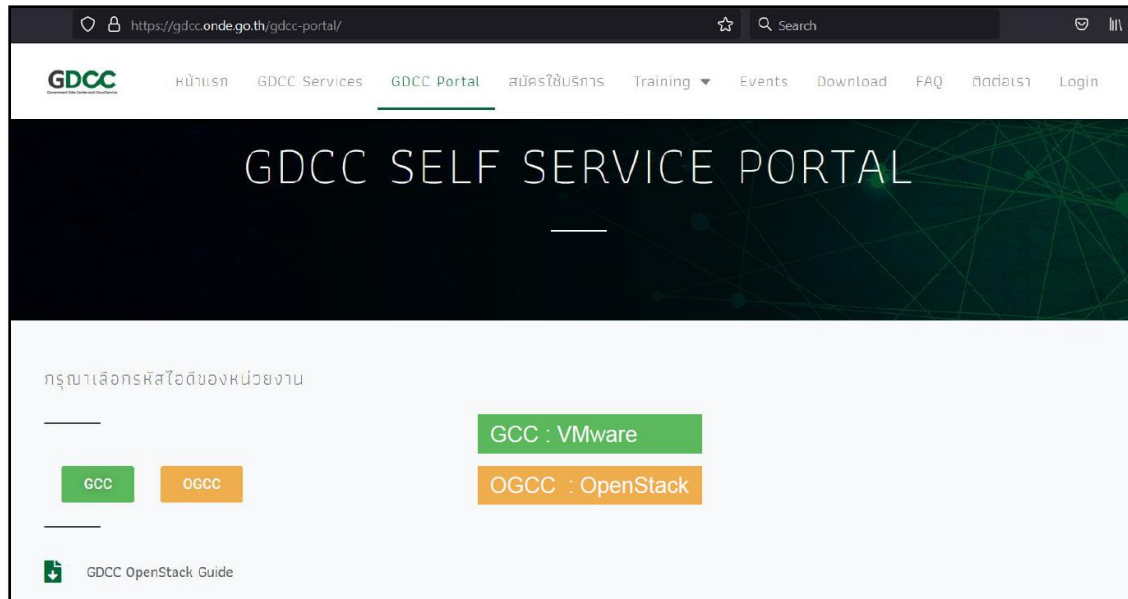 https://gdcc.onde.go.th/gdcc-portal/
Search
GDCC
หน้าแรก GDCC Services GDCC Portal สมัครใช้บริการ Training Events Download FAQ ติดต่อเรา Login
GDCC SELF SERVICE PORTAL
กรุณาเลือกรหัสไอดีของหน่วยงาน
GCC : VMware
GCC OGCC
OGCC : OpenStack
GDCC OpenStack Guide